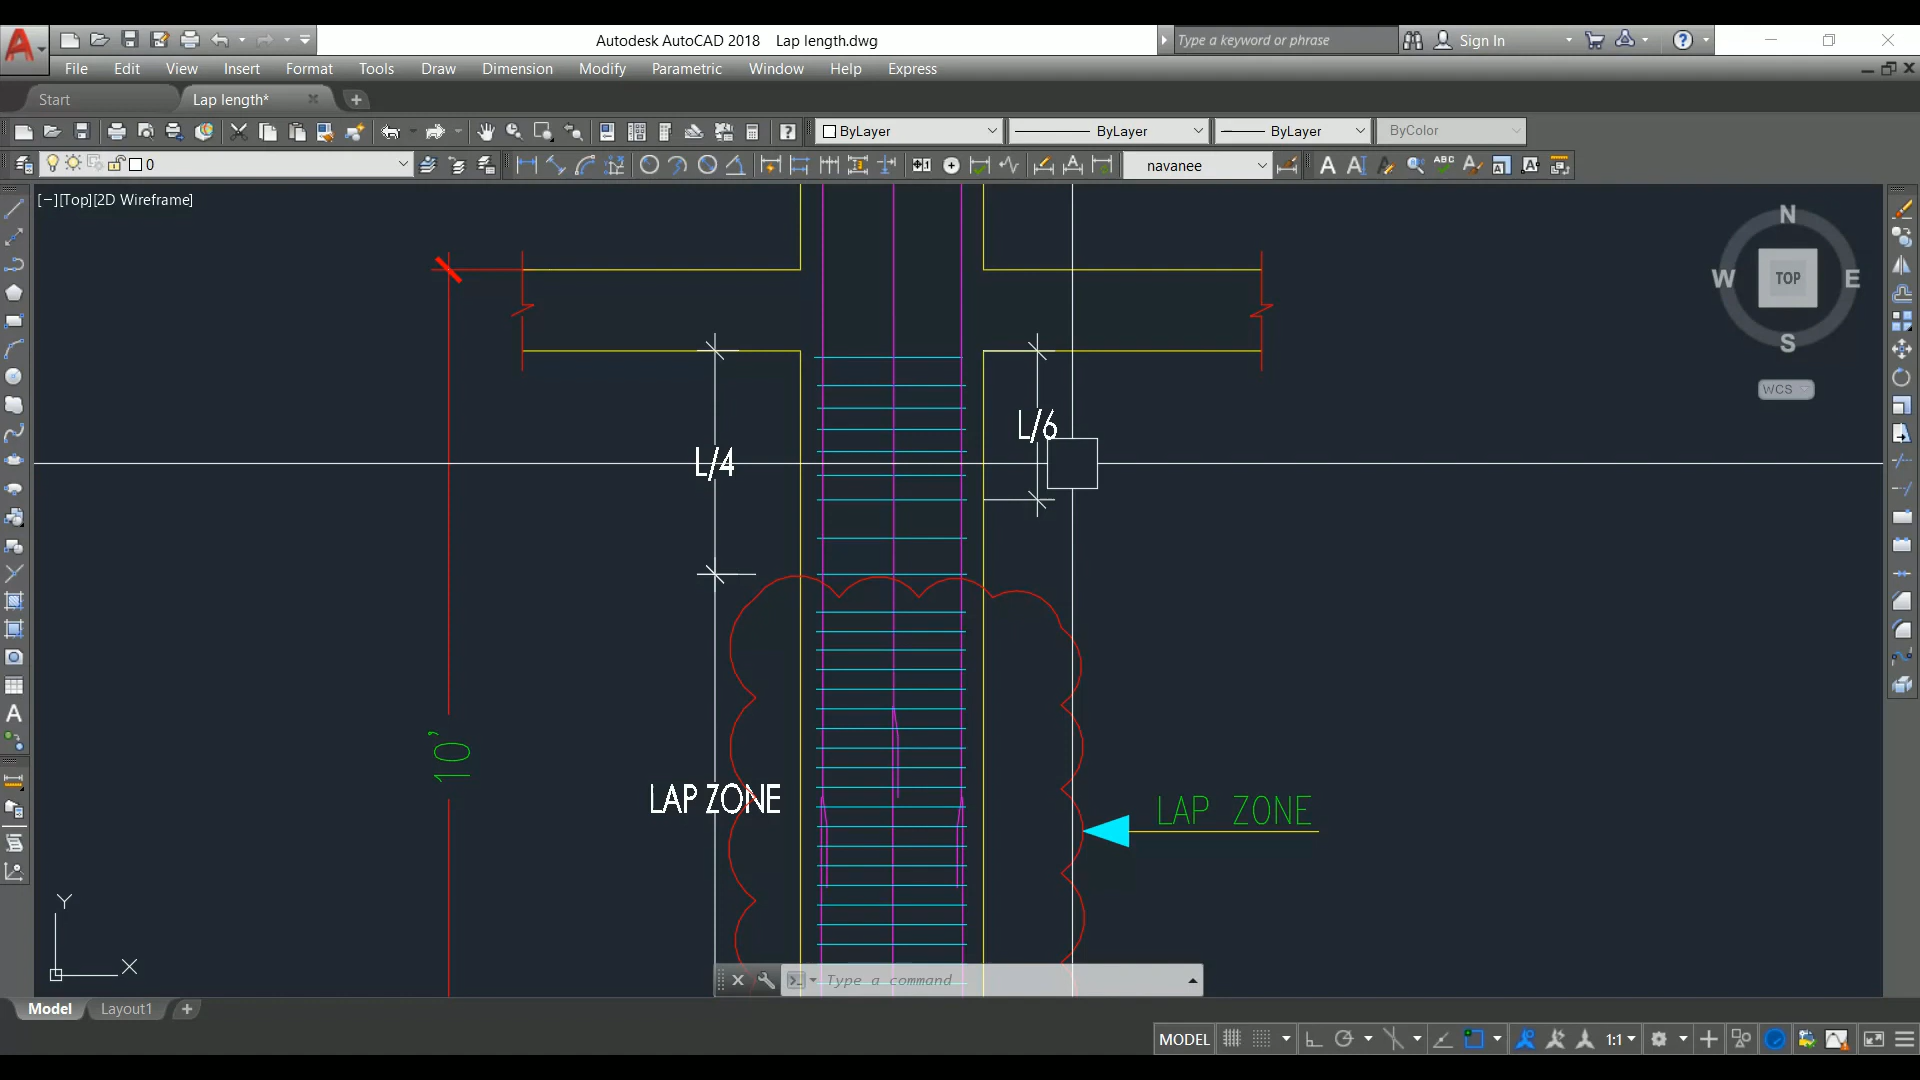 Autodesk AutoCAD 2018 Lap length.dwg
Type a keyword or phrase
Sign In
File Edit View Insert Format Tools Draw Dimension Modify Parametric Window Help Express
Start Lap length*
ByLayer ByLayer ByLayer ByColor
0 navanee
[−][Top][2D Wireframe]
N
W TOP E
S
WCS
L/6
L/4
10'
LAP ZONE
LAP ZONE
Y
X
Type a command
Model Layout1
MODEL 1:1